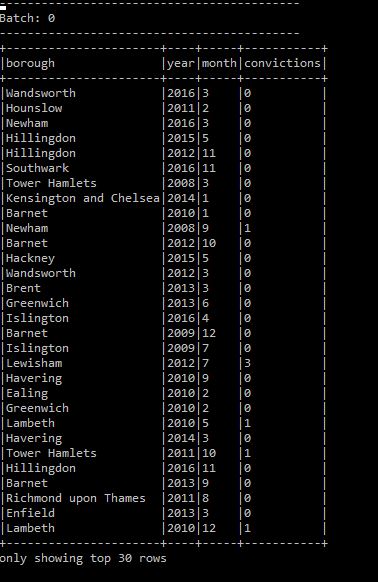 -------------------------------------------
Batch: 0
-------------------------------------------
+----------------------+----+-----+-----------+
|borough               |year|month|convictions|
+----------------------+----+-----+-----------+
|Wandsworth            |2016|3    |0          |
|Hounslow              |2011|2    |0          |
|Newham                |2016|3    |0          |
|Hillingdon            |2015|5    |0          |
|Hillingdon            |2012|11   |0          |
|Southwark             |2016|11   |0          |
|Tower Hamlets         |2008|3    |0          |
|Kensington and Chelsea|2014|1    |0          |
|Barnet                |2010|1    |0          |
|Newham                |2008|9    |1          |
|Barnet                |2012|10   |0          |
|Hackney               |2015|5    |0          |
|Wandsworth            |2012|3    |0          |
|Brent                 |2013|3    |0          |
|Greenwich             |2013|6    |0          |
|Islington             |2016|4    |0          |
|Barnet                |2009|12   |0          |
|Islington             |2009|7    |0          |
|Lewisham              |2012|7    |3          |
|Havering              |2010|9    |0          |
|Ealing                |2010|2    |0          |
|Greenwich             |2010|2    |0          |
|Lambeth               |2010|5    |1          |
|Havering              |2014|3    |0          |
|Tower Hamlets         |2011|10   |1          |
|Hillingdon            |2016|11   |0          |
|Barnet                |2013|9    |0          |
|Richmond upon Thames  |2011|8    |0          |
|Enfield               |2013|3    |0          |
|Lambeth               |2010|12   |1          |
+----------------------+----+-----+-----------+
only showing top 30 rows